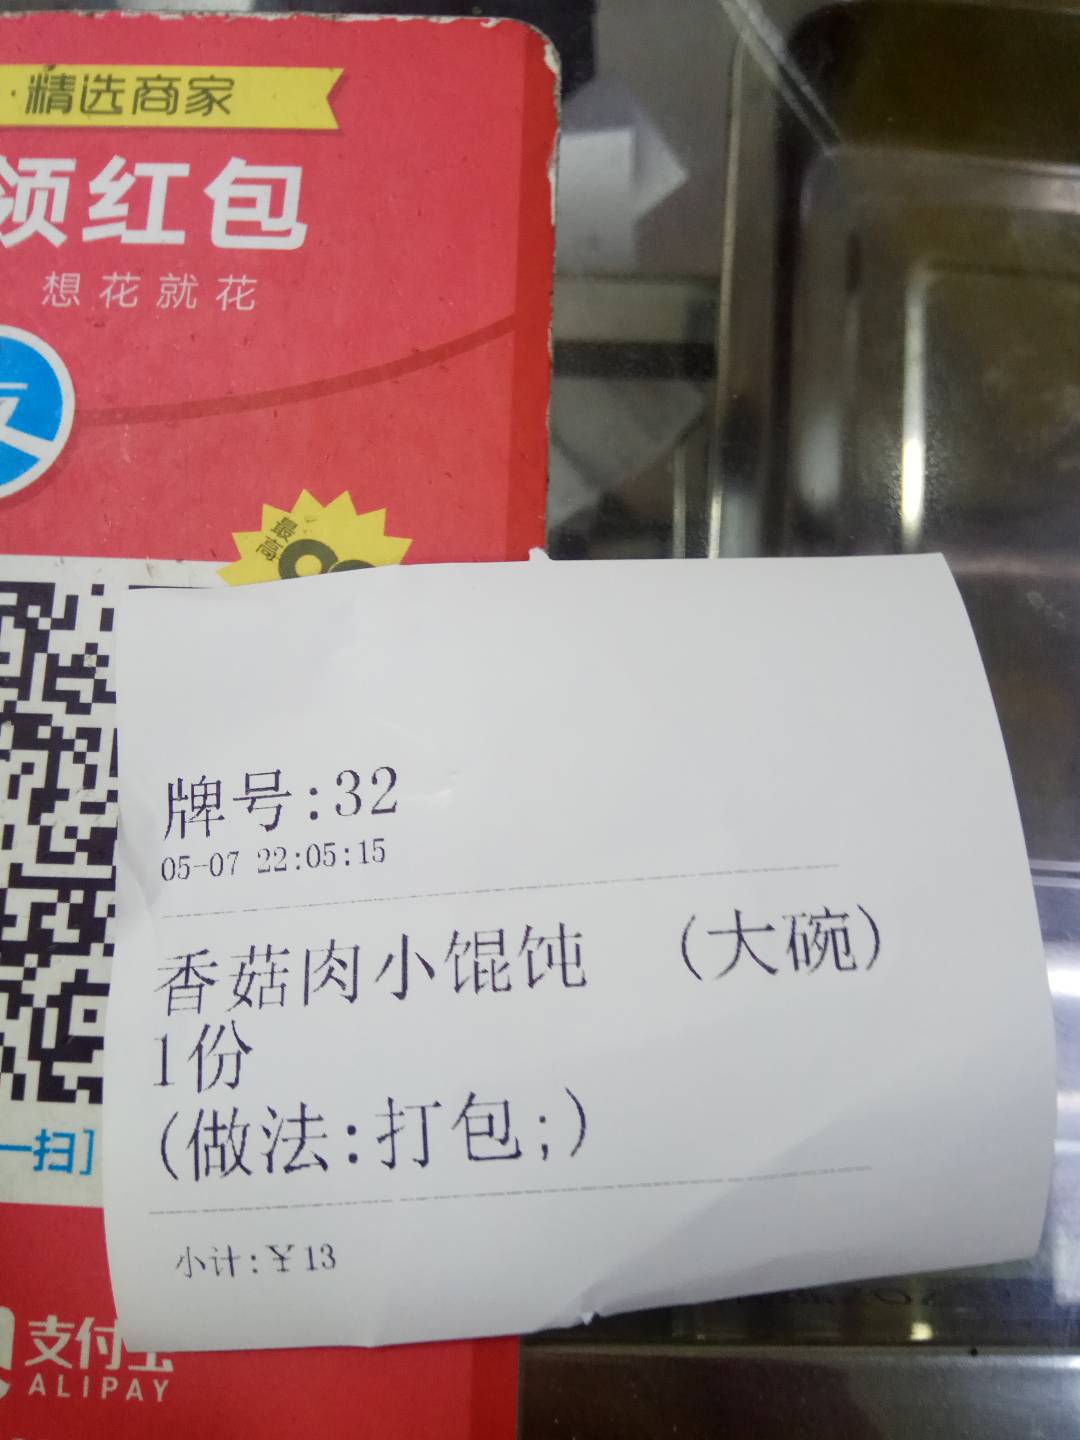 精选商家
领红包
想花就花
最高
牌号:32
05-07 22:05:15
香菇肉小馄饨 (大碗)
1份
(做法:打包;)
小计:¥13
一扫]
支付宝
ALIPAY